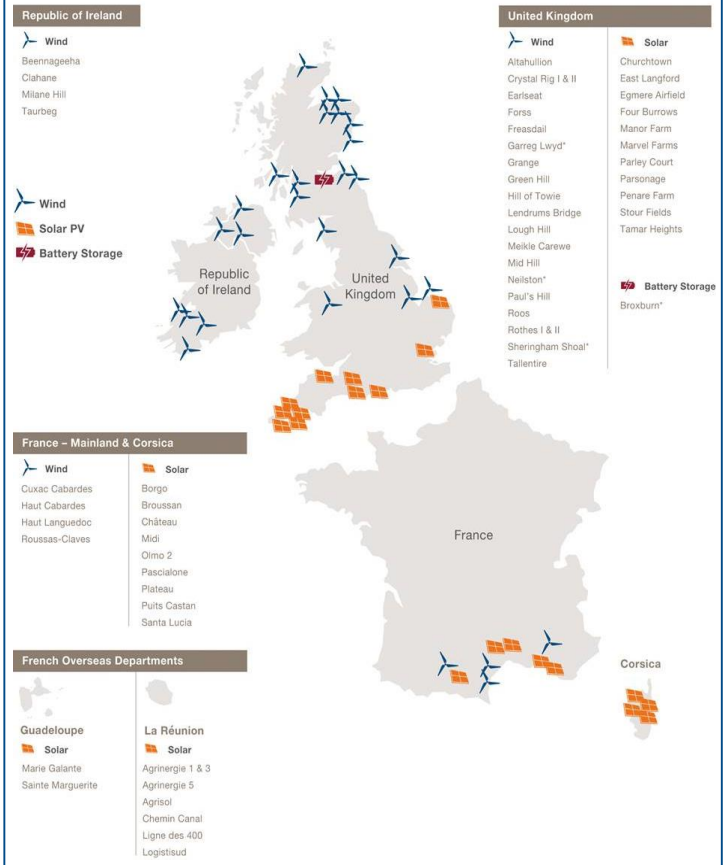 Republic of Ireland
Wind
Beennageeha
Clahane
Milane Hill
Taurbeg
Wind
Solar PV
Battery Storage
United Kingdom
Wind
Altahullion
Crystal Rig I & II
Earlseat
Forss
Freasdail
Garreg Lwyd*
Grange
Green Hill
Hill of Towie
Lendrums Bridge
Lough Hill
Meikle Carewe
Mid Hill
Neilston*
Paul's Hill
Roos
Rothes I & II
Sheringham Shoal*
Tallentire
Solar
Churchtown
East Langford
Egmere Airfield
Four Burrows
Manor Farm
Marvel Farms
Parley Court
Parsonage
Penare Farm
Stour Fields
Tamar Heights
Battery Storage
Broxburn*
Republic
of Ireland
United
Kingdom
France – Mainland & Corsica
Wind
Cuxac Cabardes
Haut Cabardes
Haut Languedoc
Roussas-Claves
Solar
Borgo
Broussan
Château
Midi
Olmo 2
Pascialone
Plateau
Puits Castan
Santa Lucia
France
Corsica
French Overseas Departments
Guadeloupe
Solar
Marie Galante
Sainte Marguerite
La Réunion
Solar
Agrinergie 1 & 3
Agrinergie 5
Agrisol
Chemin Canal
Ligne des 400
Logistisud